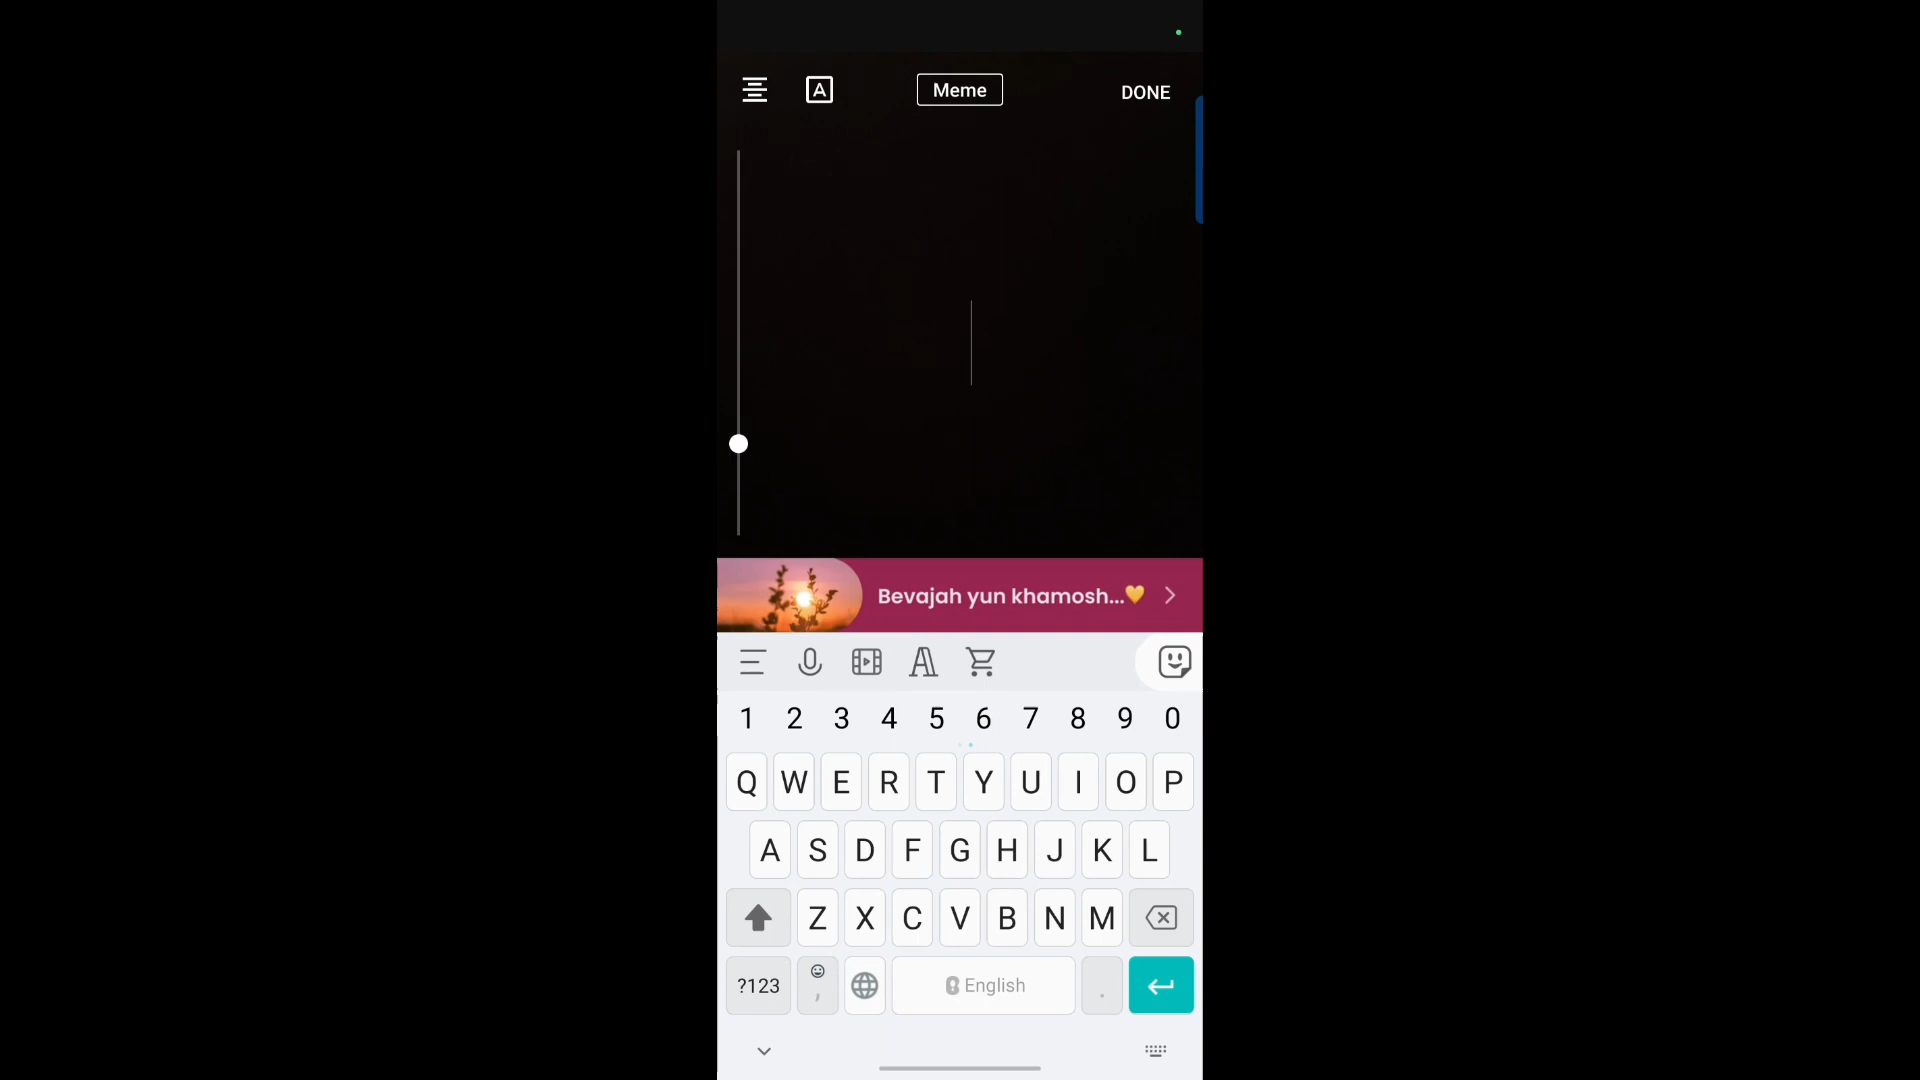 A Meme DONE
Bevajah yun khamosh...💛
1 2 3 4 5 6 7 8 9 0
Q W E R T Y U I O P
A S D F G H J K L
Z X C V B N M
?123 , English .